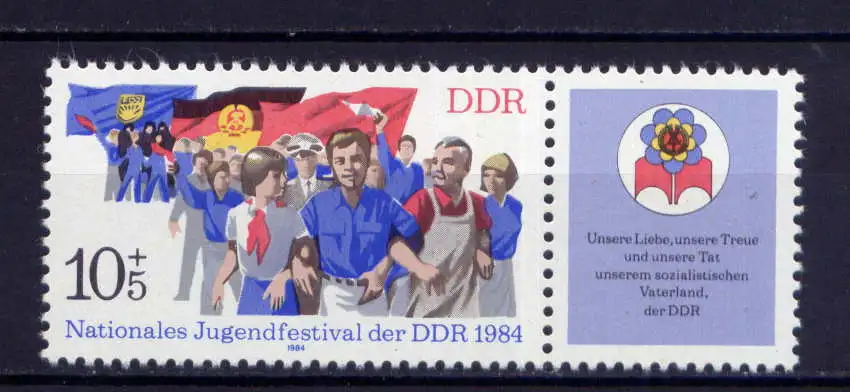 FDJ
DDR
10+5
Nationales Jugendfestival der DDR 1984
1984
Unsere Liebe, unsere Treue
und unsere Tat
unserem sozialistischen
Vaterland,
der DDR